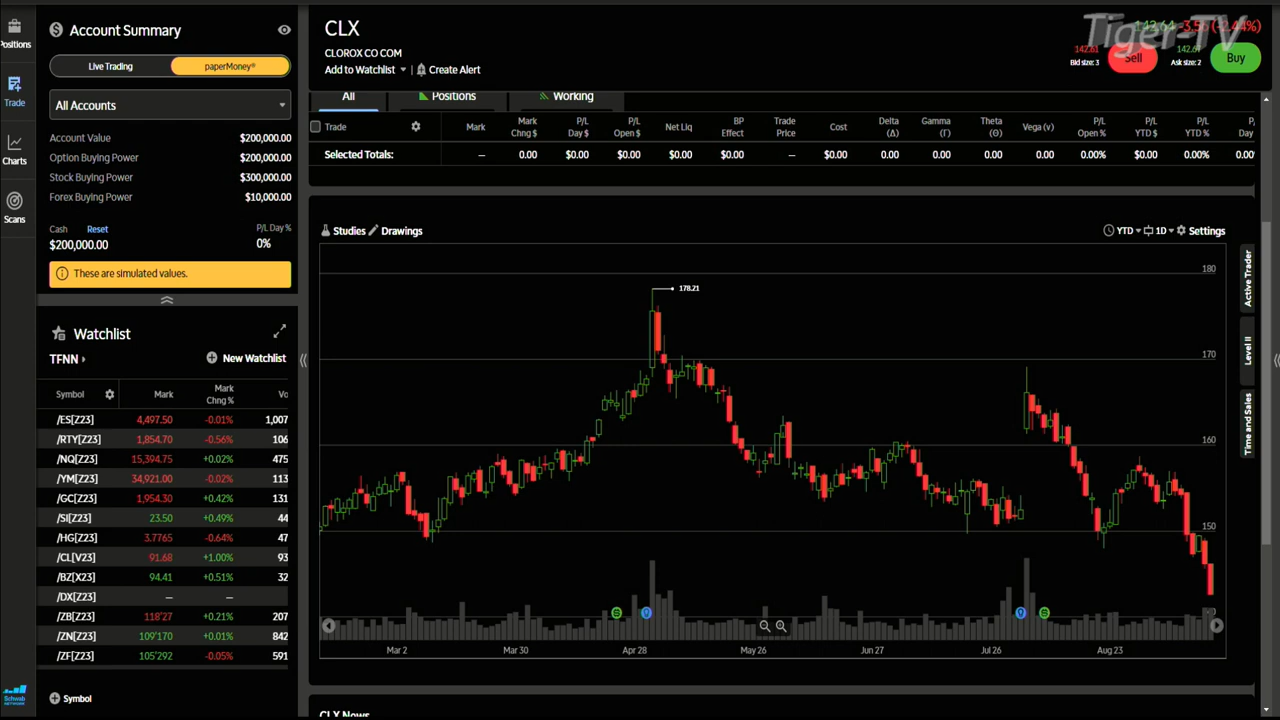 Positions
Trade
Charts
Scans
Schwab
NETWORK
Account Summary
Live Trading
paperMoney®
All Accounts
Account Value $200,000.00
Option Buying Power $200,000.00
Stock Buying Power $300,000.00
Forex Buying Power $10,000.00
Cash Reset P/L Day %
$200,000.00 0%
These are simulated values.
Watchlist
TFNN New Watchlist
Symbol Mark Mark Chng % Vo
/ES[Z23] 4,497.50 -0.01% 1,007
/RTY[Z23] 1,854.70 -0.56% 106
/NQ[Z23] 15,394.75 +0.02% 475
/YM[Z23] 34,921.00 -0.02% 113
/GC[Z23] 1,954.30 +0.42% 131
/SI[Z23] 23.50 +0.49% 44
/HG[Z23] 3.7765 -0.64% 47
/CL[V23] 91.68 +1.00% 93
/BZ[X23] 94.41 +0.51% 32
/DX[Z23] — —
/ZB[Z23] 118'27 +0.21% 207
/ZN[Z23] 109'170 +0.01% 842
/ZF[Z23] 105'292 -0.05% 591
Symbol
CLX
CLOROX CO COM
Add to Watchlist Create Alert
Tiger-TV
142.61
Bid size: 3
Sell
Ask size: 2
Buy
All Positions Working
Trade Mark Mark Chng $ P/L Day $ P/L Open $ Net Liq BP Effect Trade Price Cost Delta (Δ) Gamma (Γ) Theta (Θ) Vega (v) P/L Open % P/L YTD $ P/L YTD % P/L Day
Selected Totals: — 0.00 $0.00 $0.00 $0.00 $0.00 — $0.00 0.00 0.00 0.00 0.00 0.00% $0.00 0.00% 0.00
Studies Drawings YTD 1D Settings
180
178.21
170
160
150
Mar 2 Mar 30 Apr 28 May 26 Jun 27 Jul 26 Aug 23
Active Trader
Level II
Time and Sales
CLX News